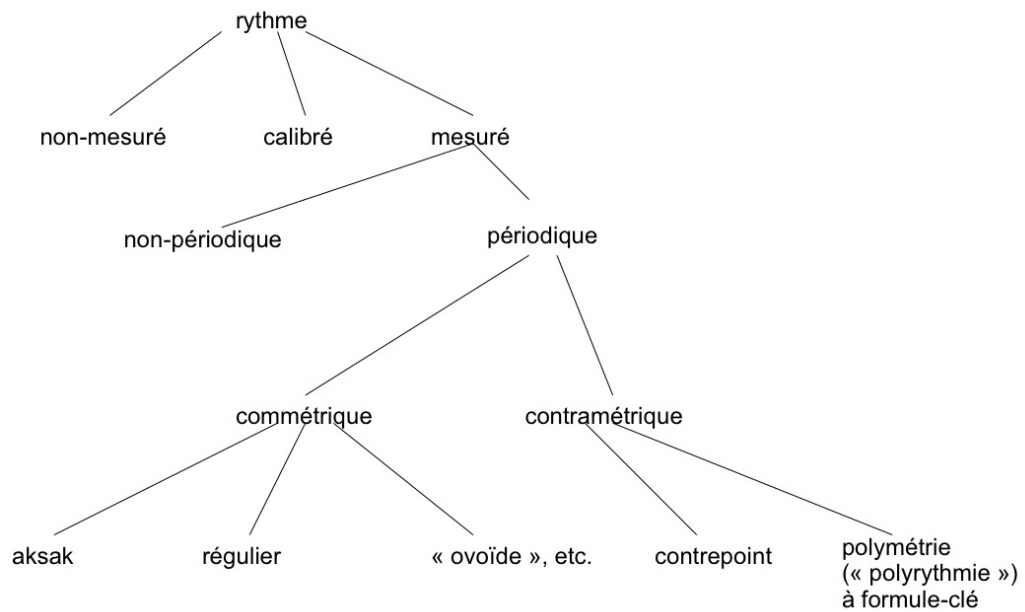 rythme
non-mesuré
calibré
mesuré
non-périodique
périodique
commétrique
contramétrique
aksak
régulier
« ovoïde », etc.
contrepoint
polymétrie
(« polyrythmie »)
à formule-clé